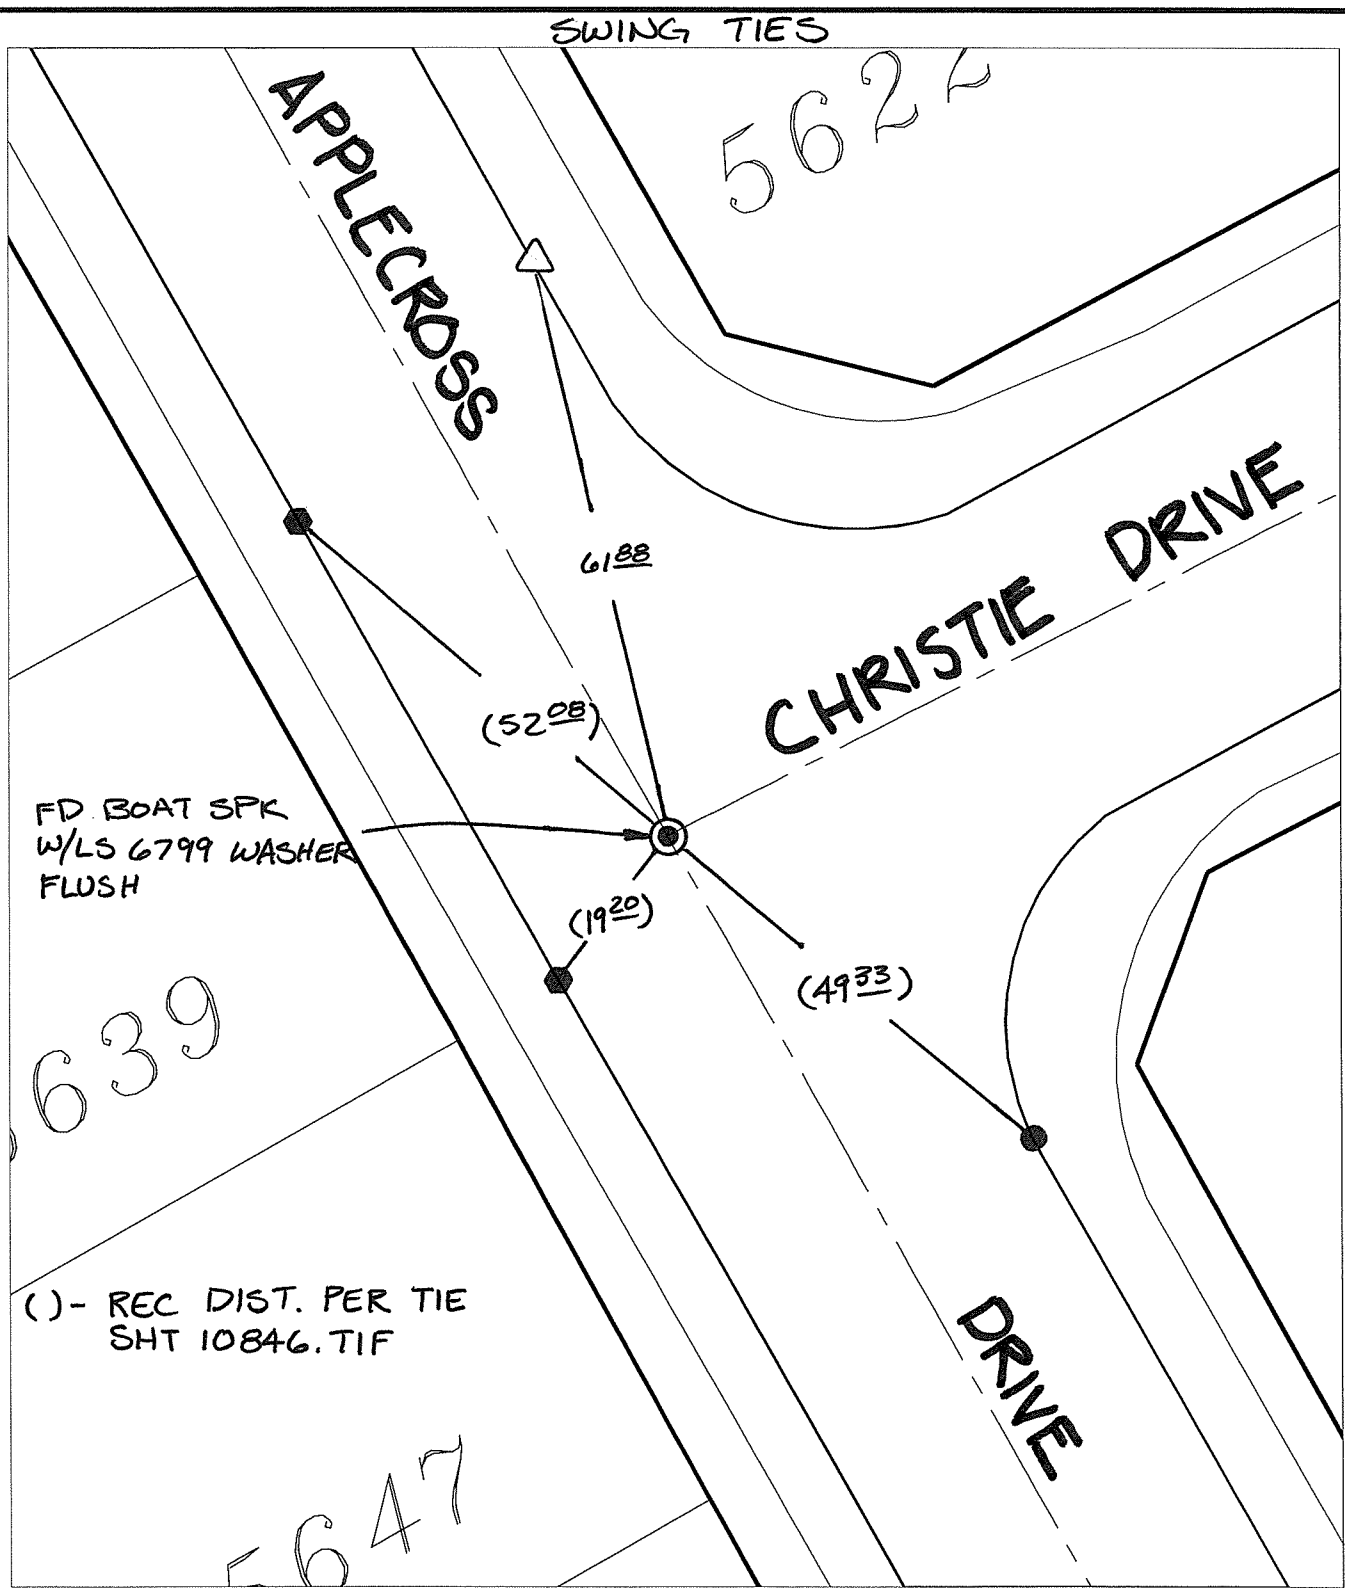 SWING TIES
5622
APPLECROSS
61 88
CHRISTIE DRIVE
(52 08)
FD. BOAT SPK
W/LS 6799 WASHER
FLUSH
(19 20)
(49 33)
639
( )- REC DIST. PER TIE
SHT 10846.TIF
DRIVE
5647